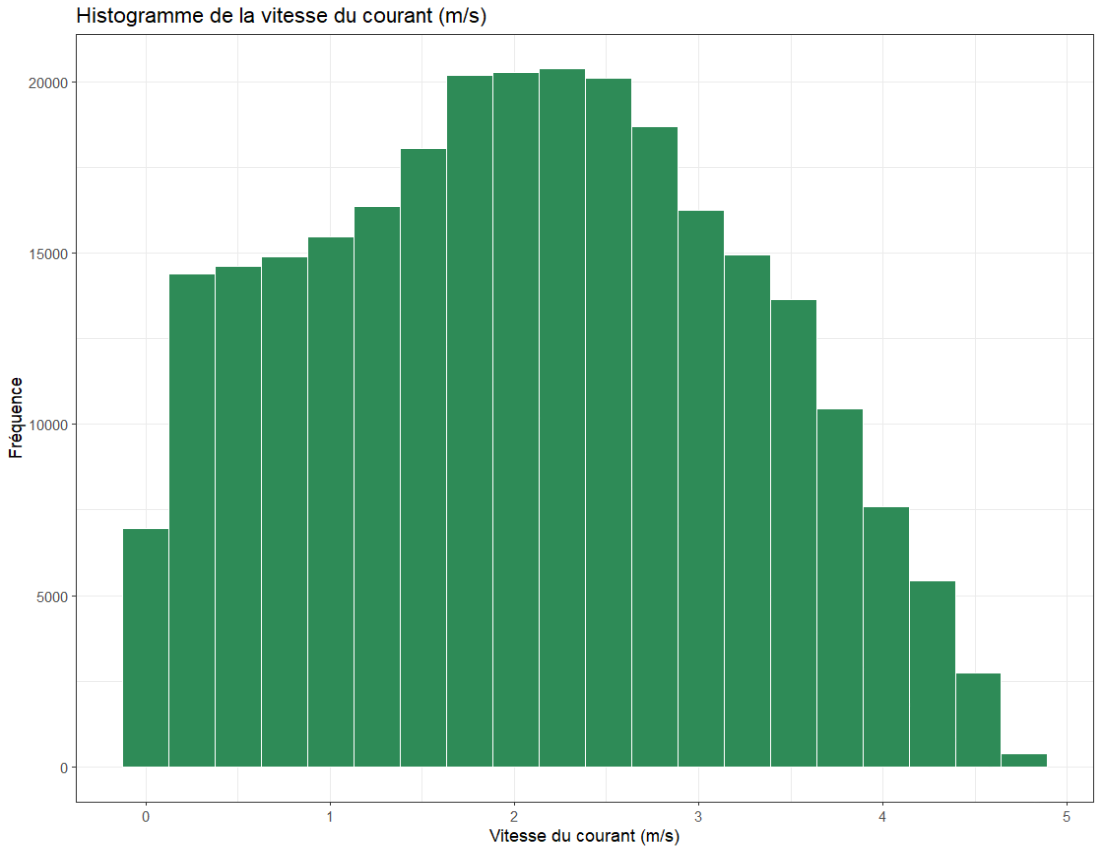 Histogramme de la vitesse du courant (m/s)
Fréquence
20000
15000
10000
5000
0
0 1 2 3 4 5
Vitesse du courant (m/s)